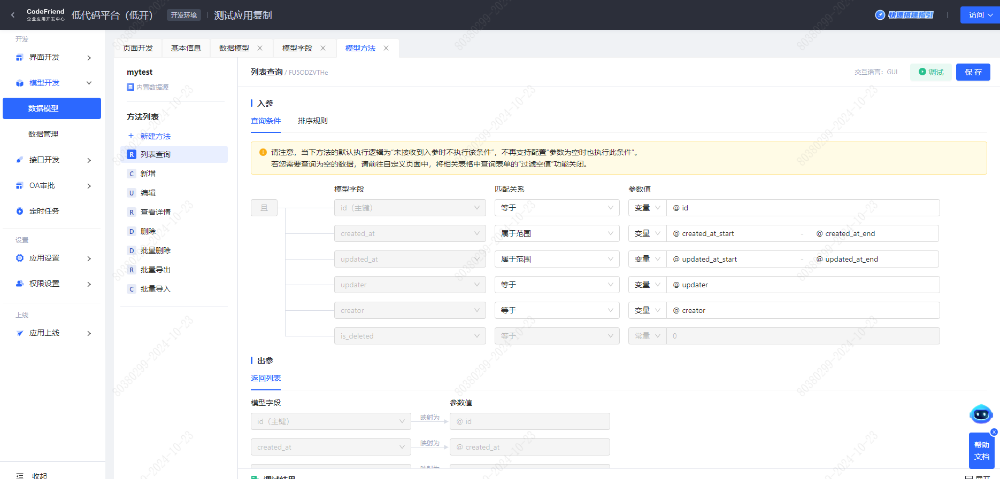 CodeFriend
企业应用开发中心
低代码平台（低开）
开发环境
测试应用复制
快速搭建指引
访问
开发
界面开发
模型开发
数据模型
数据管理
接口开发
OA审批
定时任务
设置
应用设置
权限设置
上线
应用上线
收起
页面开发
基本信息
数据模型
模型字段
模型方法
mytest
内置数据源
方法列表
+ 新建方法
R 列表查询
C 新增
U 编辑
R 查看详情
D 删除
D 批量删除
R 批量导出
C 批量导入
列表查询 / FU5ODZVTHe
交互语言：GUI
调试
保存
入参
查询条件
排序规则
请注意，当下方法的默认执行逻辑为“未接收到入参时不执行该条件”，不再支持配置“参数为空时也执行此条件”。
若您需要查询为空的数据，请前往自定义页面中，将相关表格中查询表单的“过滤空值”功能关闭。
模型字段 匹配关系 参数值
且
id（主键） 等于 变量 @ id
created_at 属于范围 变量 @ created_at_start - @ created_at_end
updated_at 属于范围 变量 @ updated_at_start - @ updated_at_end
updater 等于 变量 @ updater
creator 等于 变量 @ creator
is_deleted 等于 常量 0
出参
返回列表
模型字段 参数值
id（主键） 映射为 @ id
created_at 映射为 @ created_at
映射为
调试结果
展开
帮助
文档
80380299-2024-10-23